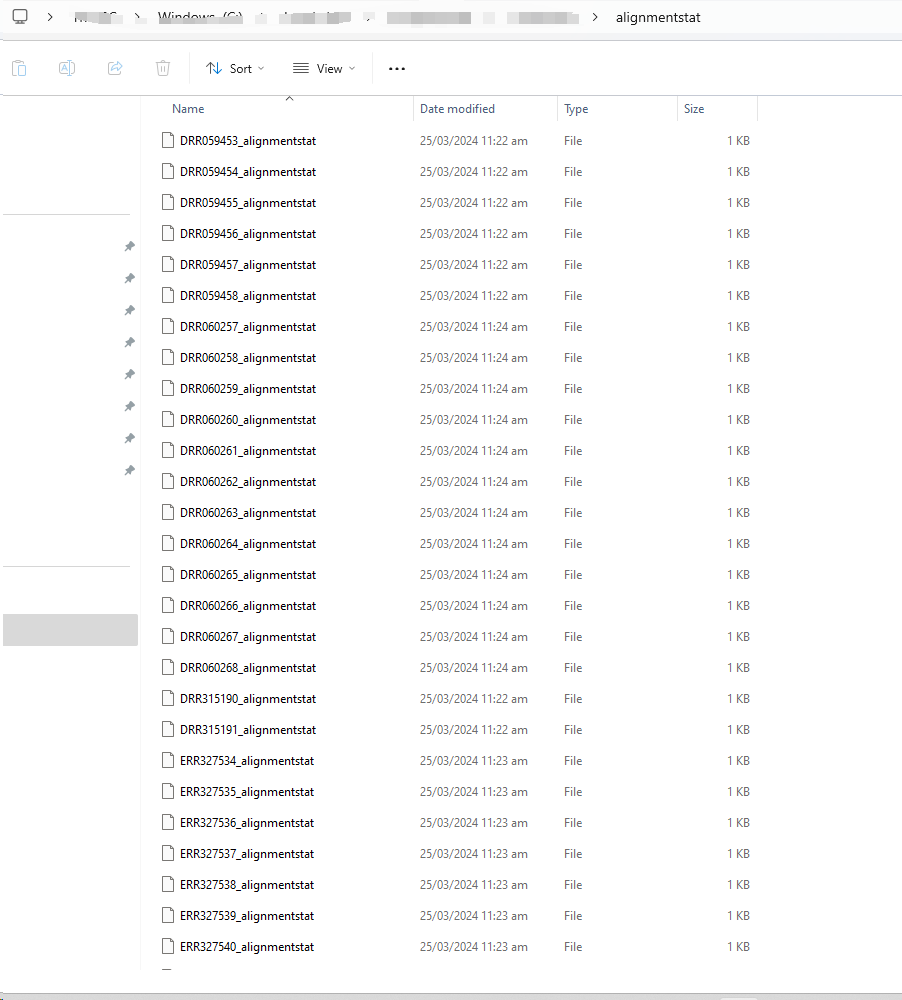 Windows (C:) > alignmentstat
Sort View
Name Date modified Type Size
DRR059453_alignmentstat 25/03/2024 11:22 am File 1 KB
DRR059454_alignmentstat 25/03/2024 11:22 am File 1 KB
DRR059455_alignmentstat 25/03/2024 11:22 am File 1 KB
DRR059456_alignmentstat 25/03/2024 11:22 am File 1 KB
DRR059457_alignmentstat 25/03/2024 11:22 am File 1 KB
DRR059458_alignmentstat 25/03/2024 11:22 am File 1 KB
DRR060257_alignmentstat 25/03/2024 11:24 am File 1 KB
DRR060258_alignmentstat 25/03/2024 11:24 am File 1 KB
DRR060259_alignmentstat 25/03/2024 11:24 am File 1 KB
DRR060260_alignmentstat 25/03/2024 11:24 am File 1 KB
DRR060261_alignmentstat 25/03/2024 11:24 am File 1 KB
DRR060262_alignmentstat 25/03/2024 11:24 am File 1 KB
DRR060263_alignmentstat 25/03/2024 11:24 am File 1 KB
DRR060264_alignmentstat 25/03/2024 11:24 am File 1 KB
DRR060265_alignmentstat 25/03/2024 11:24 am File 1 KB
DRR060266_alignmentstat 25/03/2024 11:24 am File 1 KB
DRR060267_alignmentstat 25/03/2024 11:24 am File 1 KB
DRR060268_alignmentstat 25/03/2024 11:24 am File 1 KB
DRR315190_alignmentstat 25/03/2024 11:22 am File 1 KB
DRR315191_alignmentstat 25/03/2024 11:22 am File 1 KB
ERR327534_alignmentstat 25/03/2024 11:23 am File 1 KB
ERR327535_alignmentstat 25/03/2024 11:23 am File 1 KB
ERR327536_alignmentstat 25/03/2024 11:23 am File 1 KB
ERR327537_alignmentstat 25/03/2024 11:23 am File 1 KB
ERR327538_alignmentstat 25/03/2024 11:23 am File 1 KB
ERR327539_alignmentstat 25/03/2024 11:23 am File 1 KB
ERR327540_alignmentstat 25/03/2024 11:23 am File 1 KB